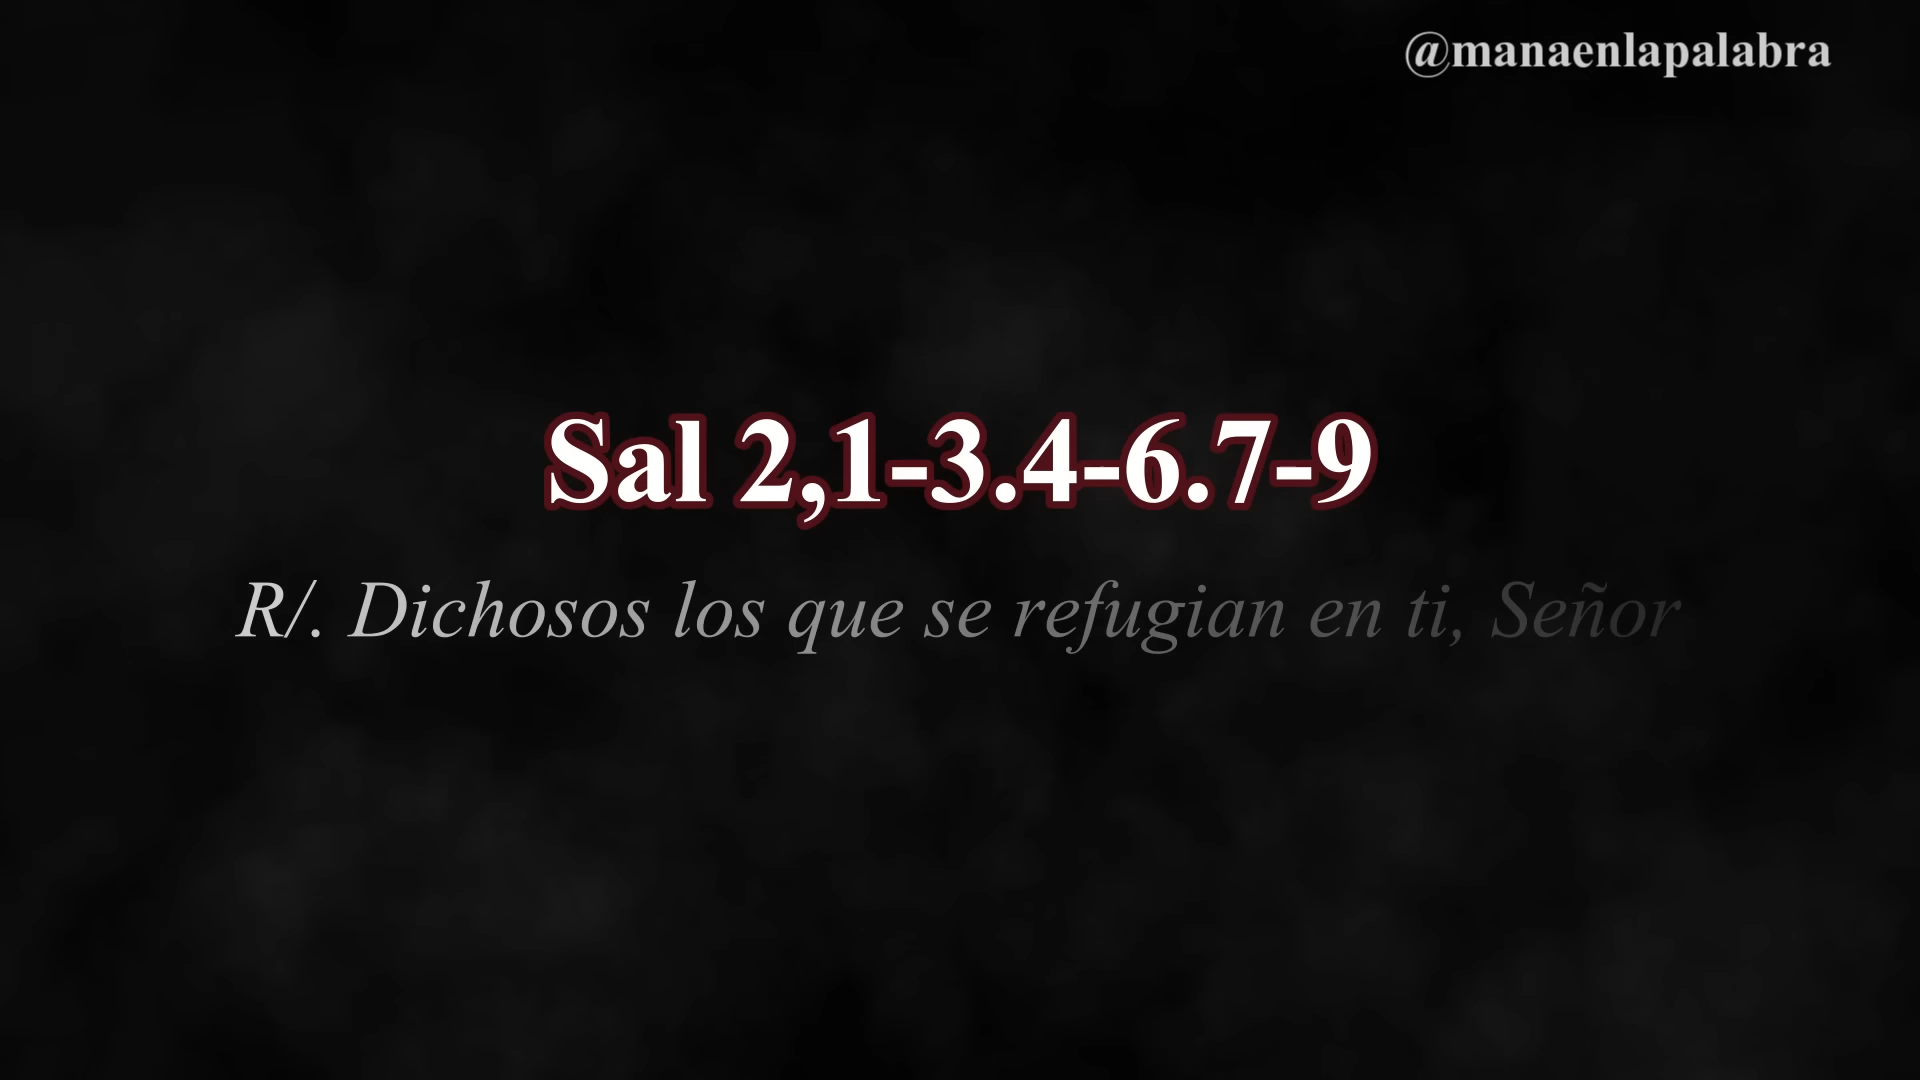 @manaenlapalabra
Sal 2,1-3.4-6.7-9
R/. Dichosos los que se refugian en ti, Señor